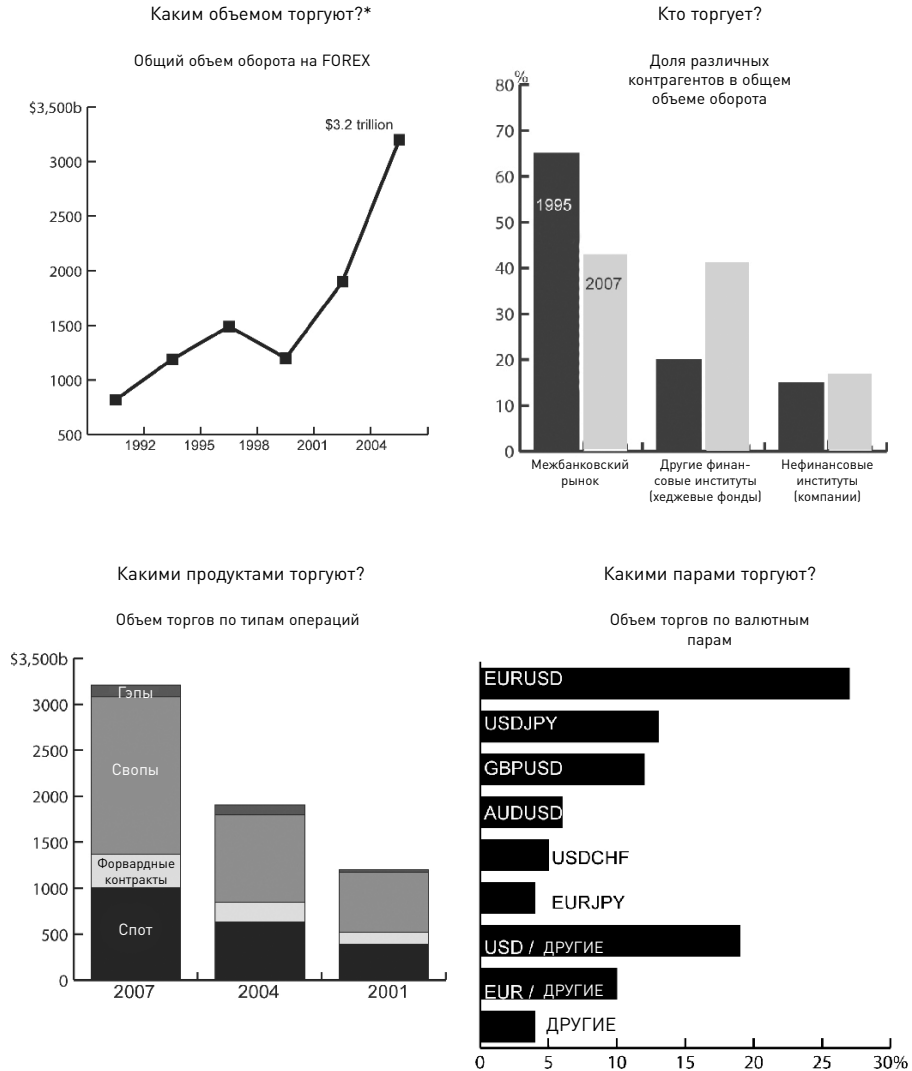 Каким объемом торгуют?*
Общий объем оборота на FOREX
$3,500b
3000
2500
2000
1500
1000
500
$3.2 trillion
1992
1995
1998
2001
2004
Кто торгует?
Доля различных
контрагентов в общем
объеме оборота
%
80
70
60
50
40
30
20
10
0
1995
2007
Межбанковский
рынок
Другие финан-
совые институты
(хеджевые фонды)
Нефинансовые
институты
(компании)
Какими продуктами торгуют?
Объем торгов по типам операций
$3,500b
3000
2500
2000
1500
1000
500
0
Гэпы
Свопы
Форвардные
контракты
Спот
2007
2004
2001
Какими парами торгуют?
Объем торгов по валютным
парам
EURUSD
USDJPY
GBPUSD
AUDUSD
USDCHF
EURJPY
USD / ДРУГИЕ
EUR / ДРУГИЕ
ДРУГИЕ
0
5
10
15
20
25
30%